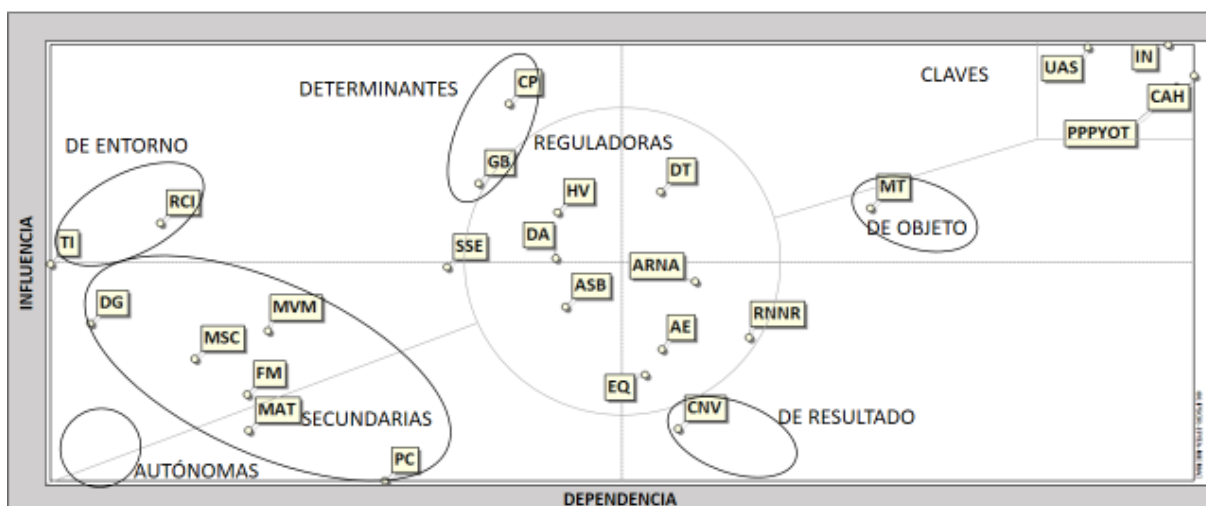 CLAVES
UAS
IN
CAH
PPPYOT
DETERMINANTES
CP
REGULADORAS
GB
DE ENTORNO
RCI
TI
HV
DT
MT
DE OBJETO
INFLUENCIA
SSE
DA
ARNA
ASB
DG
MVM
MSC
FM
MAT
SECUNDARIAS
PC
AUTÓNOMAS
AE
RNNR
EQ
CNV
DE RESULTADO
DEPENDENCIA